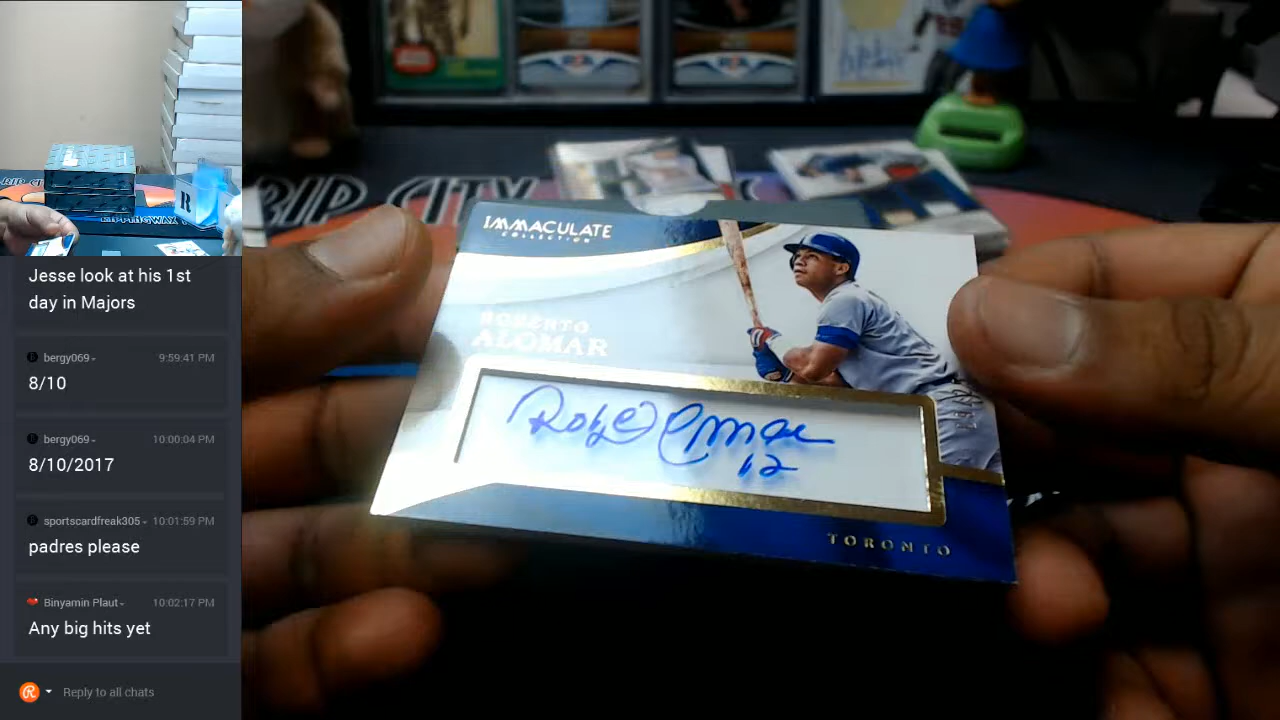 Jesse look at his 1st
day in Majors
bergy069
9:59:41 PM
8/10
bergy069
10:00:04 PM
8/10/2017
sportscardfreak305
10:01:59 PM
padres please
Binyamin Plaut
10:02:17 PM
Any big hits yet
Reply to all chats
RIP CITY
IMMACULATE
COLLECTION
ROBERTO
ALOMAR
12
TORONTO